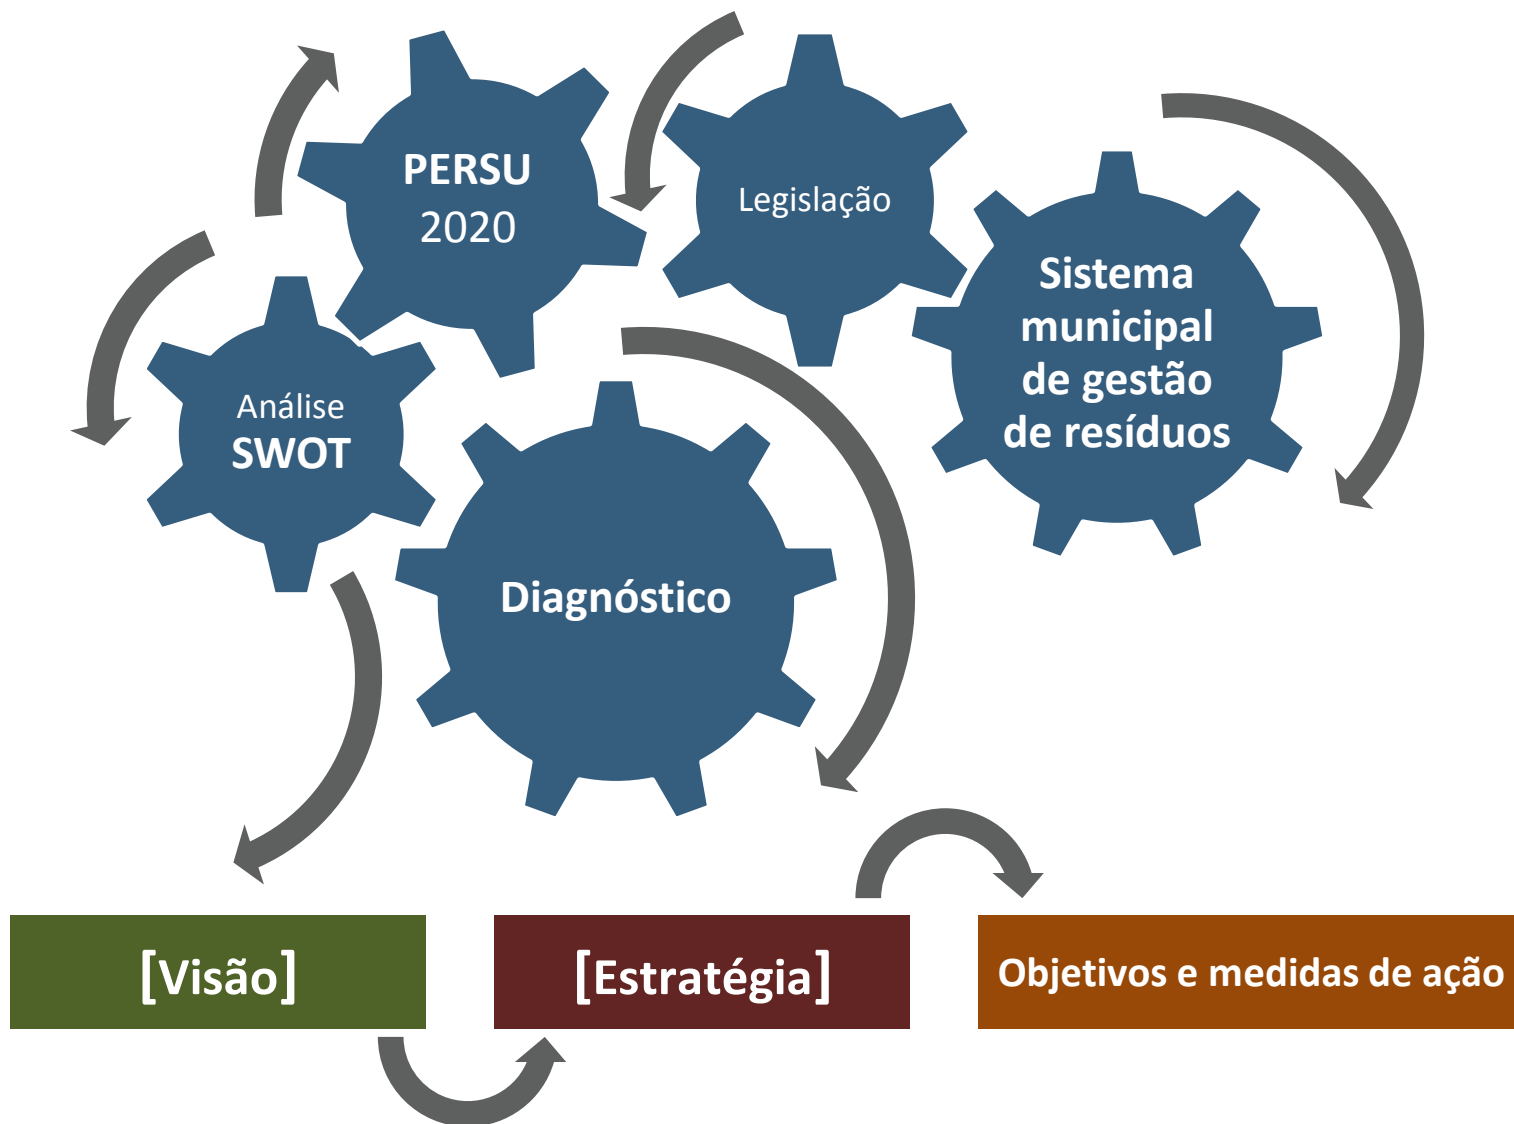 PERSU
2020
Legislação
Sistema
municipal
de gestão
de resíduos
Análise
SWOT
Diagnóstico
[Visão]
[Estratégia]
Objetivos e medidas de ação